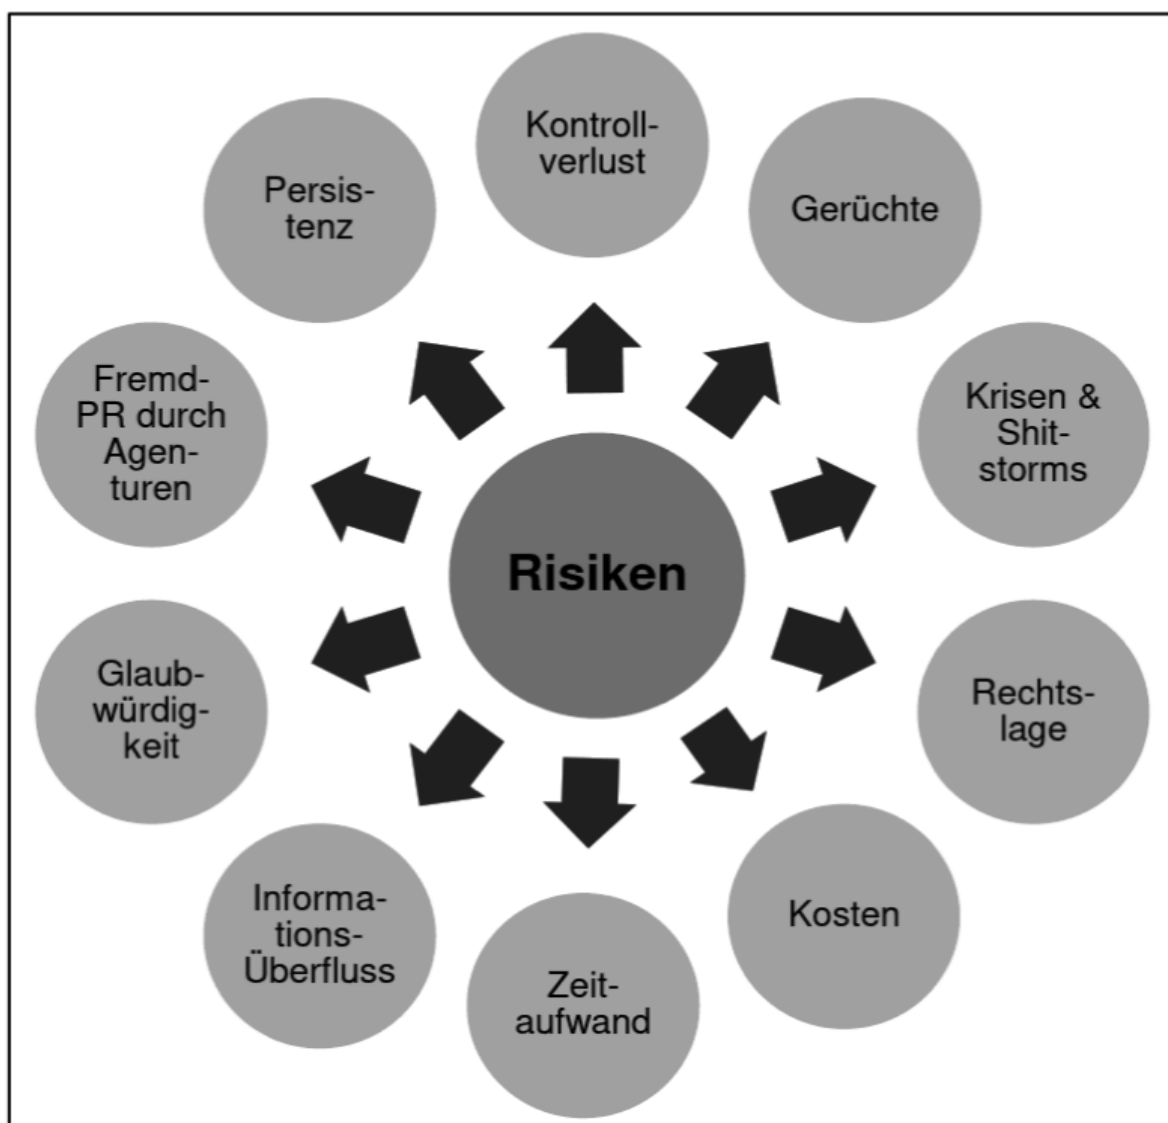 Kontroll-
verlust
Gerüchte
Krisen &
Shit-
storms
Rechts-
lage
Kosten
Zeit-
aufwand
Informa-
tions-
Überfluss
Glaub-
würdig-
keit
Fremd-
PR durch
Agen-
turen
Persis-
tenz
Risiken